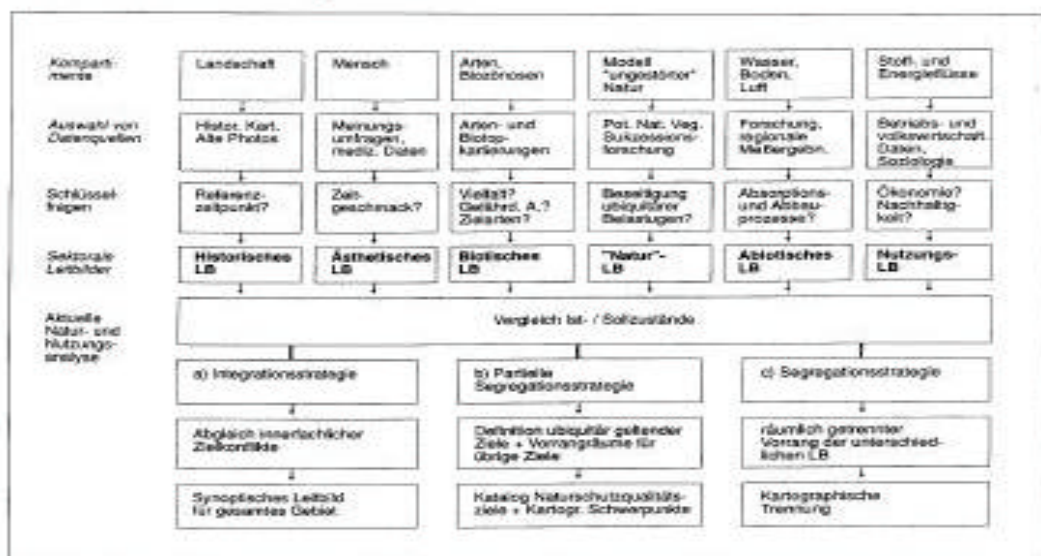 Komparti-
mente
Landschaft
Mensch
Arten,
Biozönosen
Modell
"ungestörter"
Natur
Wasser,
Boden,
Luft
Stoff- und
Energieflüsse
Auswahl von
Datenquellen
Histor. Kart.
Alte Photos
Meinungs-
umfragen,
mediz. Daten
Arten- und
Biotop-
kartierungen
Pot. Nat. Veg.
Sukzessions-
forschung
Forschung,
regionale
Meßergebn.
Betriebs- und
volkswirtschaft.
Daten,
Soziologie
Schlüssel-
fragen
Referenz-
zeitpunkt?
Zeit-
geschmack?
Vielfalt?
Gefährd. A.?
Zielarten?
Beseitigung
ubiquitärer
Belastugen?
Absorptions-
und Abbau-
prozesse?
Ökonomie?
Nachhaltig-
keit?
Sektorale
Leitbilder
Historisches
LB
Ästhetisches
LB
Biotisches
LB
"Natur"-
LB
Abiotisches
LB
Nutzungs-
LB
Aktuelle
Natur- und
Nutzungs-
analyse
Vergleich Ist- / Sollzustände
a) Integrationsstrategie
b) Partielle
Segregationsstrategie
c) Segregationsstrategie
Abgleich innerfachlicher
Zielkonflikte
Definition ubiquitär geltender
Ziele + Vorrangräume für
übrige Ziele
räumlich getrennter
Vorrang der unterschied-
lichen LB
Synoptisches Leitbild
für gesamtes Gebiet
Katalog Naturschutzqualitäts-
ziele + Kartogr. Schwerpunkte
Kartographische
Trennung